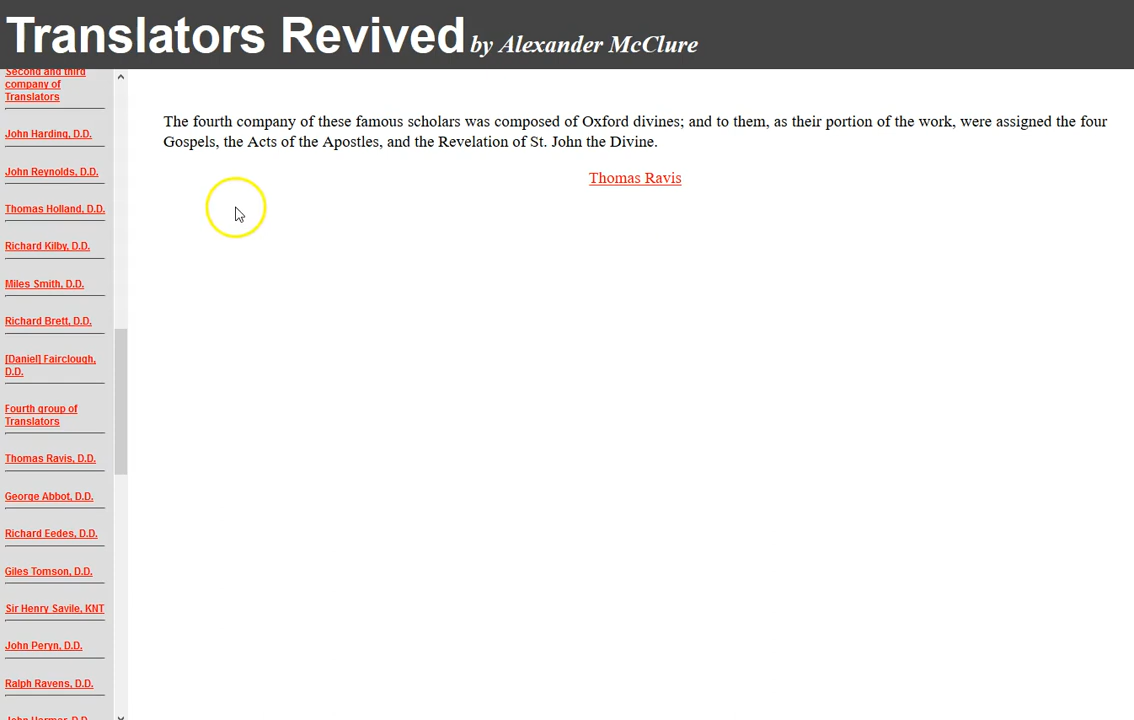 Translators Revived by Alexander McClure
Second and third
company of
Translators
John Harding, D.D.
John Reynolds, D.D.
Thomas Holland, D.D.
Richard Kilby, D.D.
Miles Smith, D.D.
Richard Brett, D.D.
[Daniel] Fairclough,
D.D.
Fourth group of
Translators
Thomas Ravis, D.D.
George Abbot, D.D.
Richard Eedes, D.D.
Giles Tomson, D.D.
Sir Henry Savile, KNT
John Peryn, D.D.
Ralph Ravens, D.D.
John Harmar, D.D.
The fourth company of these famous scholars was composed of Oxford divines; and to them, as their portion of the work, were assigned the four
Gospels, the Acts of the Apostles, and the Revelation of St. John the Divine.
Thomas Ravis